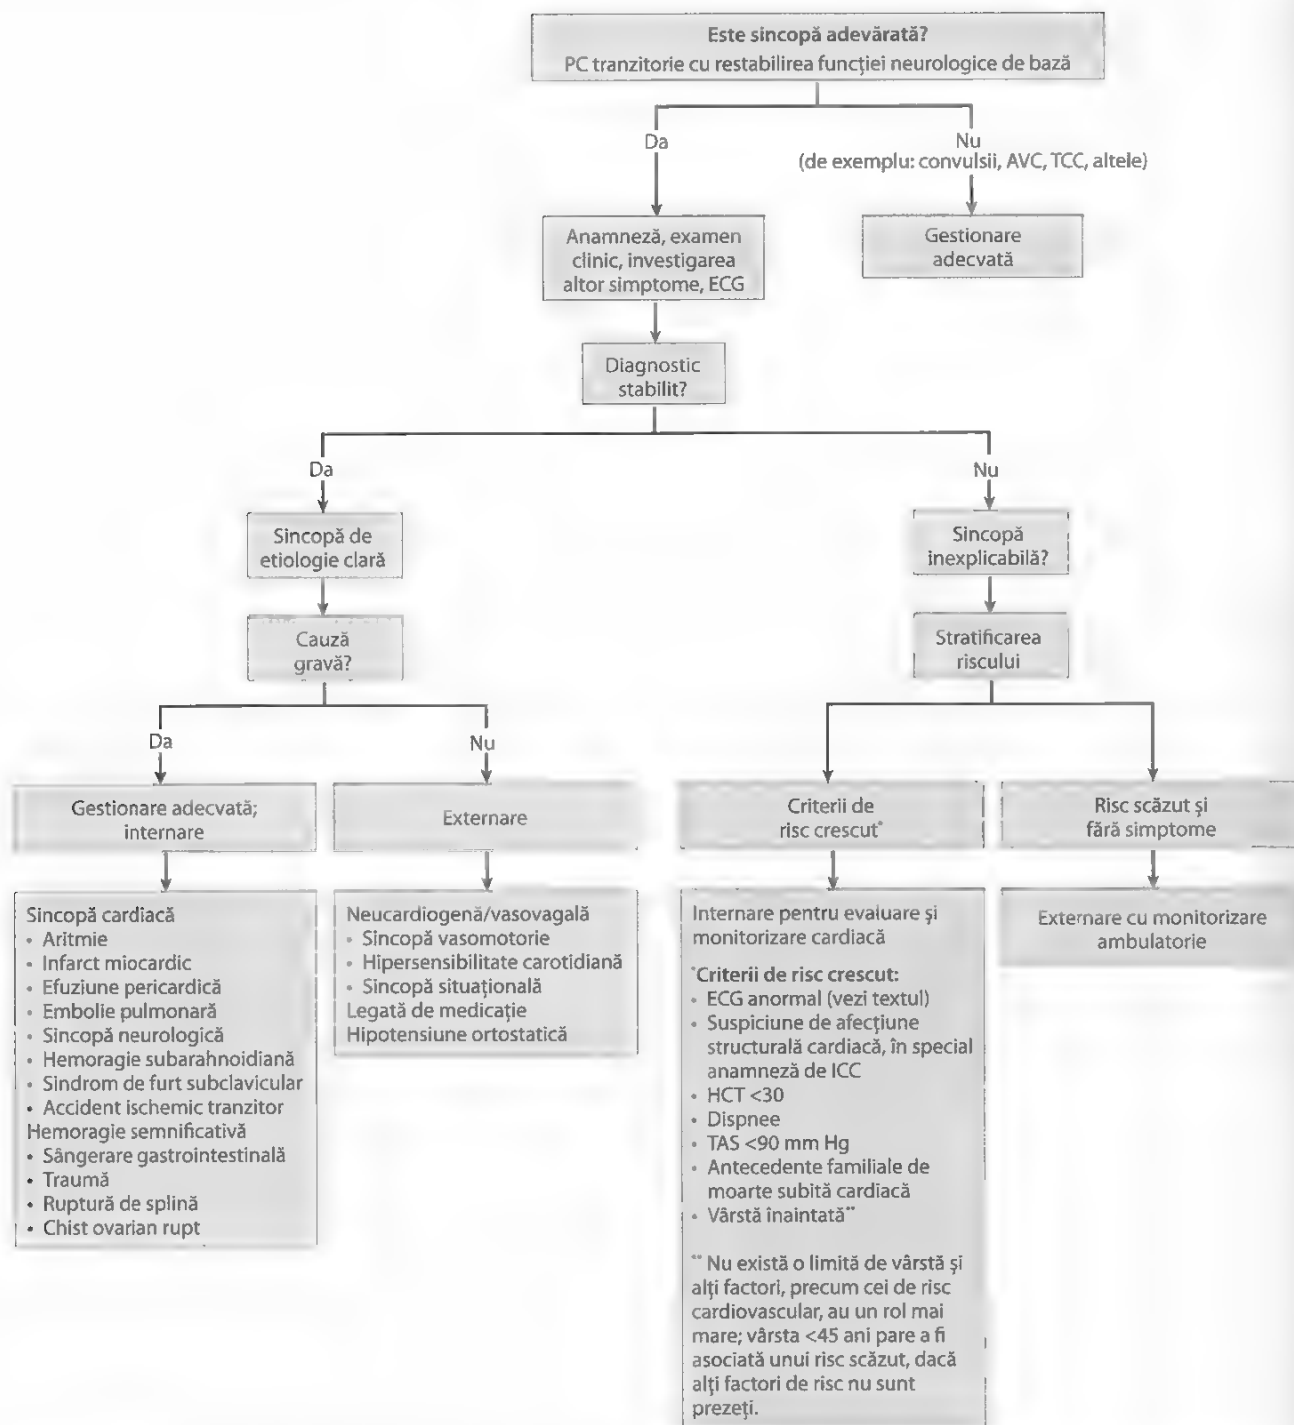 Este sincopă adevărată?
PC tranzitorie cu restabilirea funcției neurologice de bază
Da
Nu
(de exemplu: convulsii, AVC, TCC, altele)
Anamneză, examen
clinic, investigarea
altor simptome, ECG
Gestionare
adecvată
Diagnostic
stabilit?
Da
Nu
Sincopă de
etiologie clară
Sincopă
inexplicabilă?
Cauză
gravă?
Stratificarea
riscului
Da
Nu
Gestionare adecvată;
internare
Externare
Criterii de
risc crescut*
Risc scăzut și
fără simptome
Sincopă cardiacă
• Aritmie
• Infarct miocardic
• Efuziune pericardică
• Embolie pulmonară
• Sincopă neurologică
• Hemoragie subarahnoidiană
• Sindrom de furt subclavicular
• Accident ischemic tranzitor
Hemoragie semnificativă
• Sângerare gastrointestinală
• Traumă
• Ruptură de splină
• Chist ovarian rupt
Neucardiogenă/vasovagală
• Sincopă vasomotorie
• Hipersensibilitate carotidiană
• Sincopă situațională
Legată de medicație
Hipotensiune ortostatică
Internare pentru evaluare și
monitorizare cardiacă
*Criterii de risc crescut:
• ECG anormal (vezi textul)
• Suspiciune de afecțiune
structurală cardiacă, în special
anamneză de ICC
• HCT <30
• Dispnee
• TAS <90 mm Hg
• Antecedente familiale de
moarte subită cardiacă
• Vârstă înaintată**
** Nu există o limită de vârstă și
alți factori, precum cei de risc
cardiovascular, au un rol mai
mare; vârsta <45 ani pare a fi
asociată unui risc scăzut, dacă
alți factori de risc nu sunt
prezeți.
Externare cu monitorizare
ambulatorie